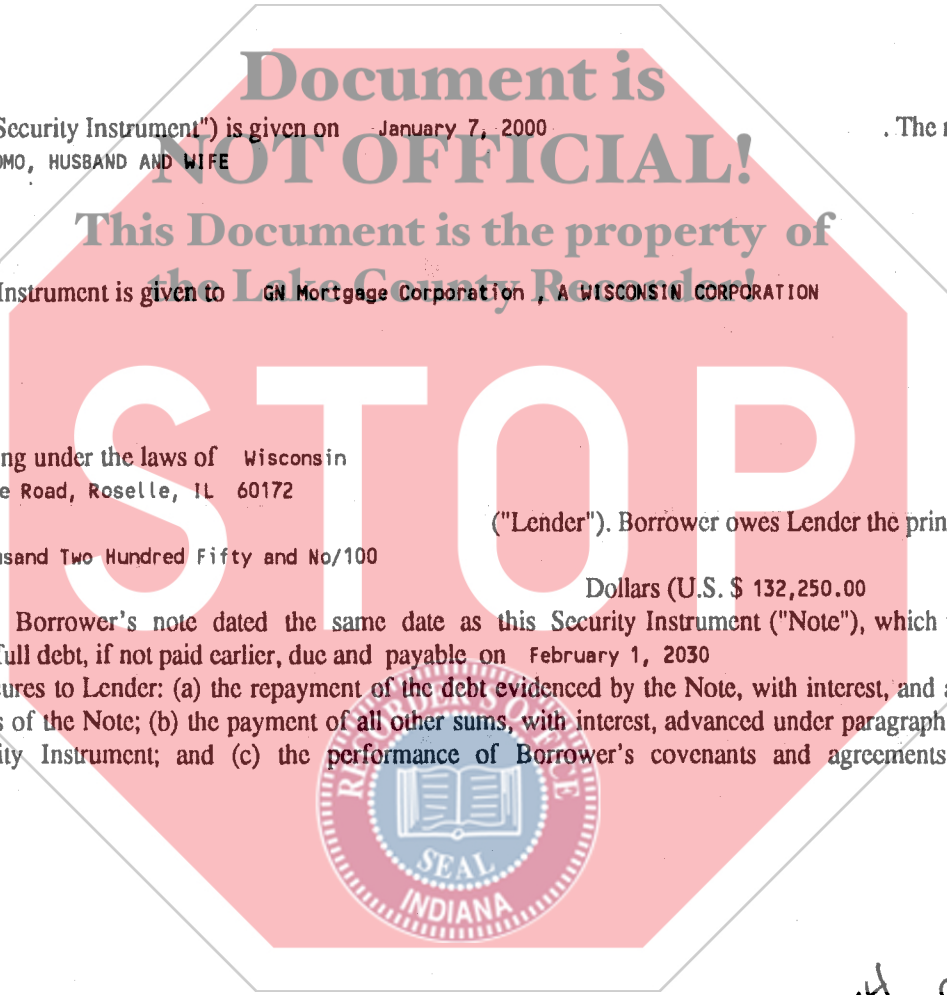 Document is
Security Instrument") is given on January 7, 2000 . The
OMO, HUSBAND AND WIFE
NOT OFFICIAL!
This Document is the property of
the Lake County Recorder!
Instrument is given to GN Mortgage Corporation , A WISCONSIN CORPORATION
STOP
ng under the laws of Wisconsin
e Road, Roselle, IL 60172
("Lender"). Borrower owes Lender the prin
usand Two Hundred Fifty and No/100
Dollars (U.S. $ 132,250.00
Borrower's note dated the same date as this Security Instrument ("Note"), which
full debt, if not paid earlier, due and payable on February 1, 2030
ures to Lender: (a) the repayment of the debt evidenced by the Note, with interest, and a
s of the Note; (b) the payment of all other sums, with interest, advanced under paragraph
ity Instrument; and (c) the performance of Borrower's covenants and agreements
RECORDER'S OFFICE
SEAL
INDIANA